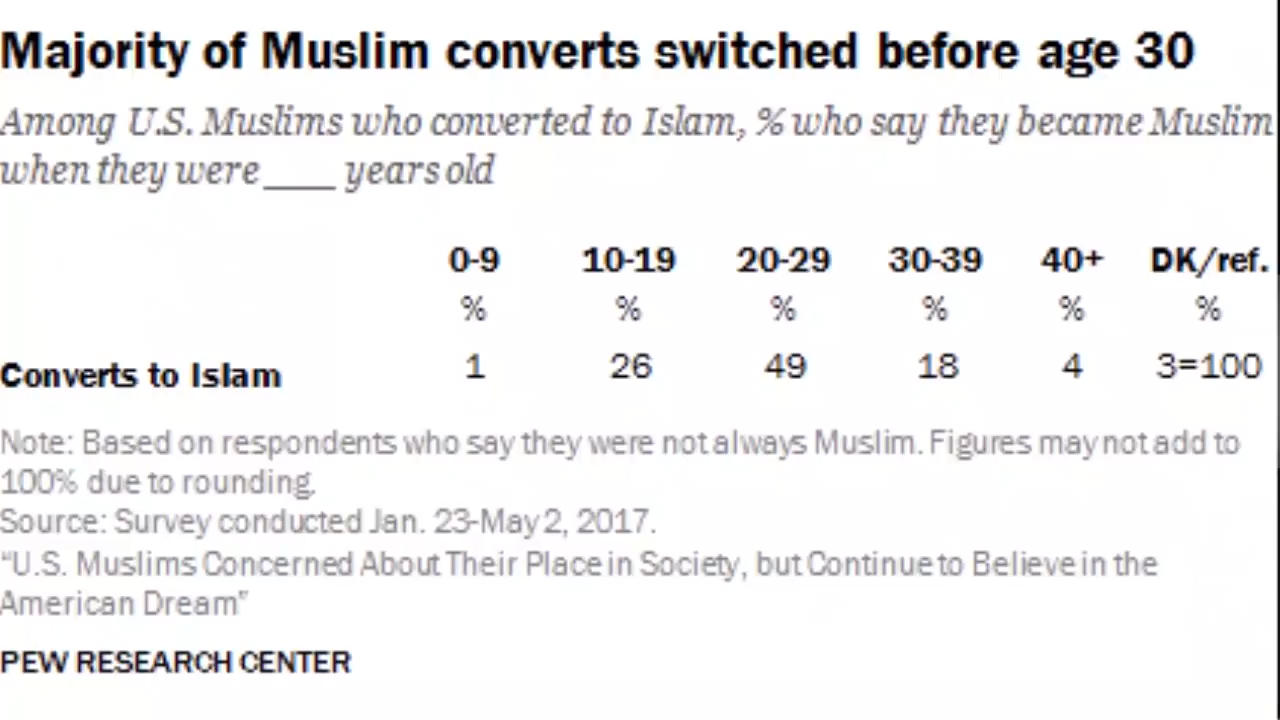 Majority of Muslim converts switched before age 30
Among U.S. Muslims who converted to Islam, % who say they became Muslim
when they were ____ years old
0-9 10-19 20-29 30-39 40+ DK/ref.
% % % % % %
Converts to Islam 1 26 49 18 4 3=100
Note: Based on respondents who say they were not always Muslim. Figures may not add to
100% due to rounding.
Source: Survey conducted Jan. 23-May 2, 2017.
“U.S. Muslims Concerned About Their Place in Society, but Continue to Believe in the
American Dream”
PEW RESEARCH CENTER